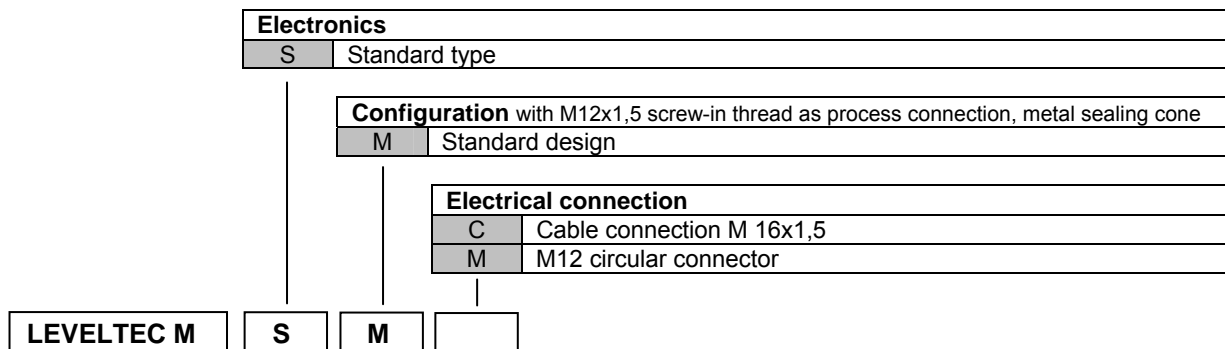 Electronics
S Standard type
Configuration with M12x1,5 screw-in thread as process connection, metal sealing cone
M Standard design
Electrical connection
C Cable connection M 16x1,5
M M12 circular connector
LEVELTEC M S M